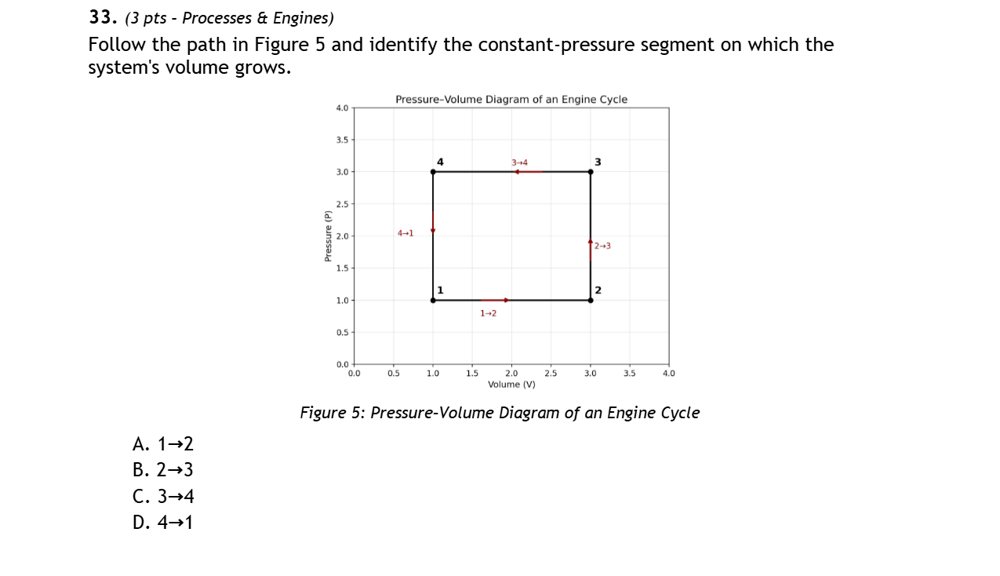 33. (3 pts - Processes & Engines)
Follow the path in Figure 5 and identify the constant-pressure segment on which the
system's volume grows.
Pressure–Volume Diagram of an Engine Cycle
4.0
3.5
3.0
2.5
2.0
1.5
1.0
0.5
0.0
Pressure (P)
4
3→4
3
4→1
2→3
1
2
1→2
0.0 0.5 1.0 1.5 2.0 2.5 3.0 3.5 4.0
Volume (V)
Figure 5: Pressure-Volume Diagram of an Engine Cycle
A. 1→2
B. 2→3
C. 3→4
D. 4→1